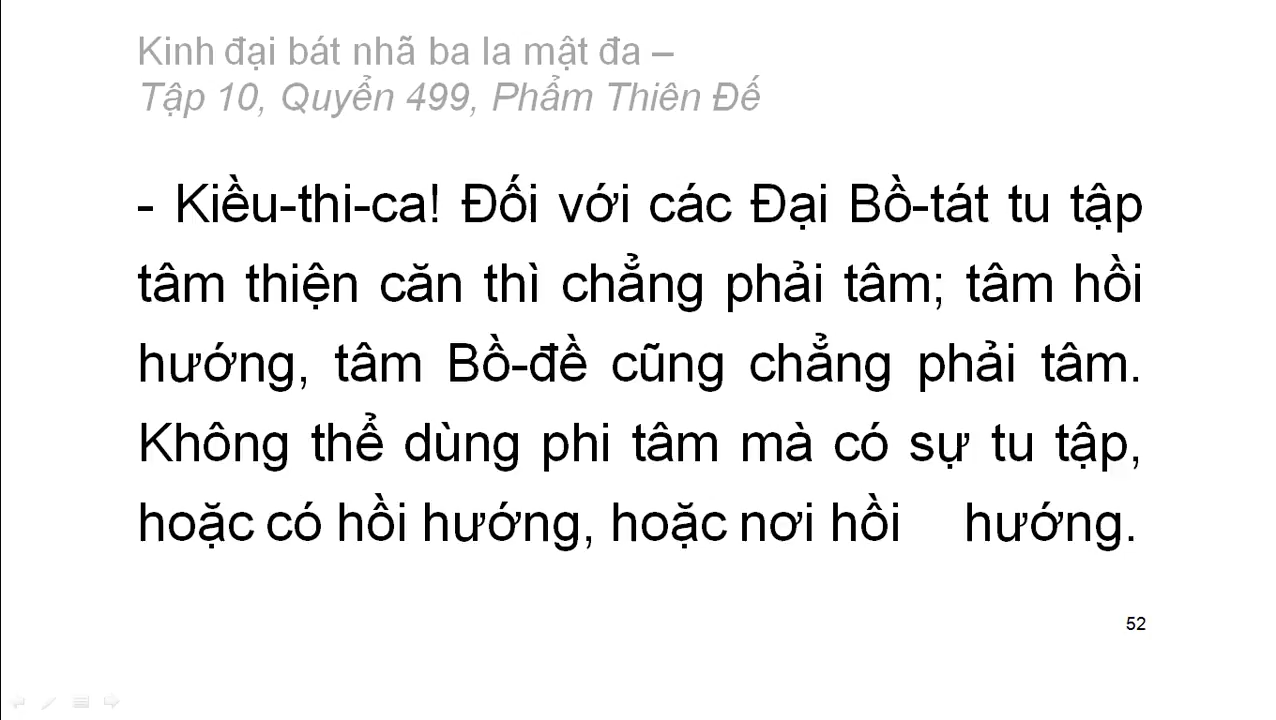 Kinh đại bát nhã ba la mật đa –
Tập 10, Quyển 499, Phẩm Thiên Đế
- Kiều-thi-ca! Đối với các Đại Bồ-tát tu tập
tâm thiện căn thì chẳng phải tâm; tâm hồi
hướng, tâm Bồ-đề cũng chẳng phải tâm.
Không thể dùng phi tâm mà có sự tu tập,
hoặc có hồi hướng, hoặc nơi hồi hướng.
52